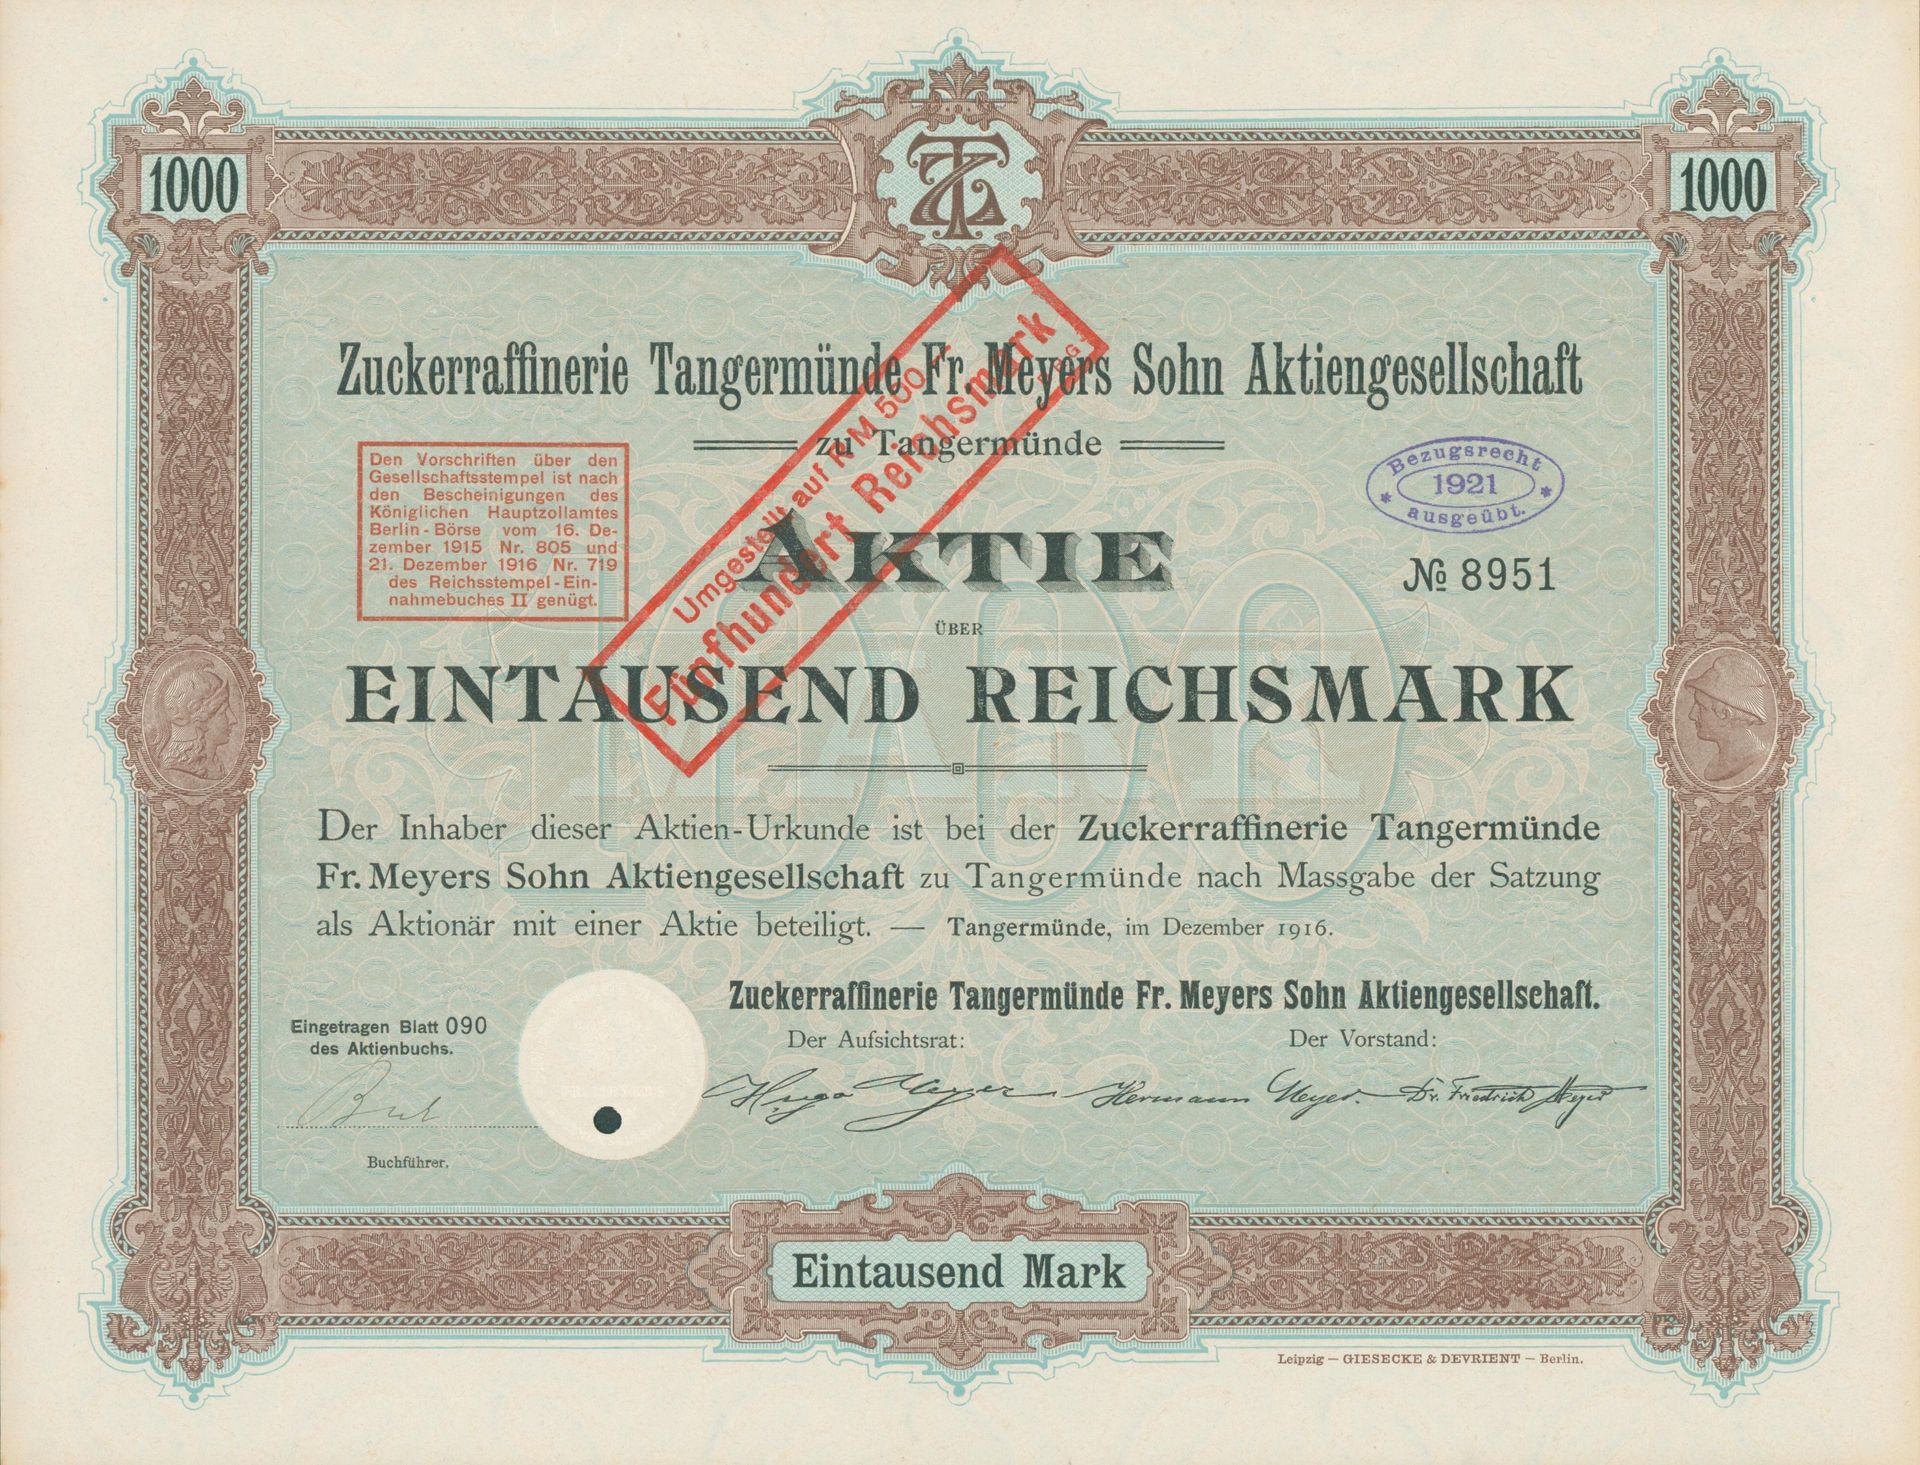 1000
TZ
1000
Zuckerraffinerie Tangermünde Fr. Meyers Sohn Aktiengesellschaft
zu Tangermünde
Umgestellt auf RM 500.—
Fünfhundert Reichsmark
Den Vorschriften über den
Gesellschaftsstempel ist nach
den Bescheinigungen des
Königlichen Hauptzollamtes
Berlin-Börse vom 16. De-
zember 1915 Nr. 805 und
21. Dezember 1916 Nr. 719
des Reichsstempel-Ein-
nahmebuches II genügt.
Bezugsrecht
* 1921 *
ausgeübt.
AKTIE
№ 8951
ÜBER
1000
MARK
EINTAUSEND REICHSMARK
Der Inhaber dieser Aktien-Urkunde ist bei der Zuckerraffinerie Tangermünde
Fr. Meyers Sohn Aktiengesellschaft zu Tangermünde nach Massgabe der Satzung
als Aktionär mit einer Aktie beteiligt. — Tangermünde, im Dezember 1916.
Zuckerraffinerie Tangermünde Fr. Meyers Sohn Aktiengesellschaft.
Eingetragen Blatt 090
des Aktienbuchs.
Der Aufsichtsrat:
Der Vorstand:
Hugo Meyer
Hermann Meyer.
Dr. Friedrich Meyer
Buchführer.
Eintausend Mark
Leipzig — GIESECKE & DEVRIENT — Berlin.